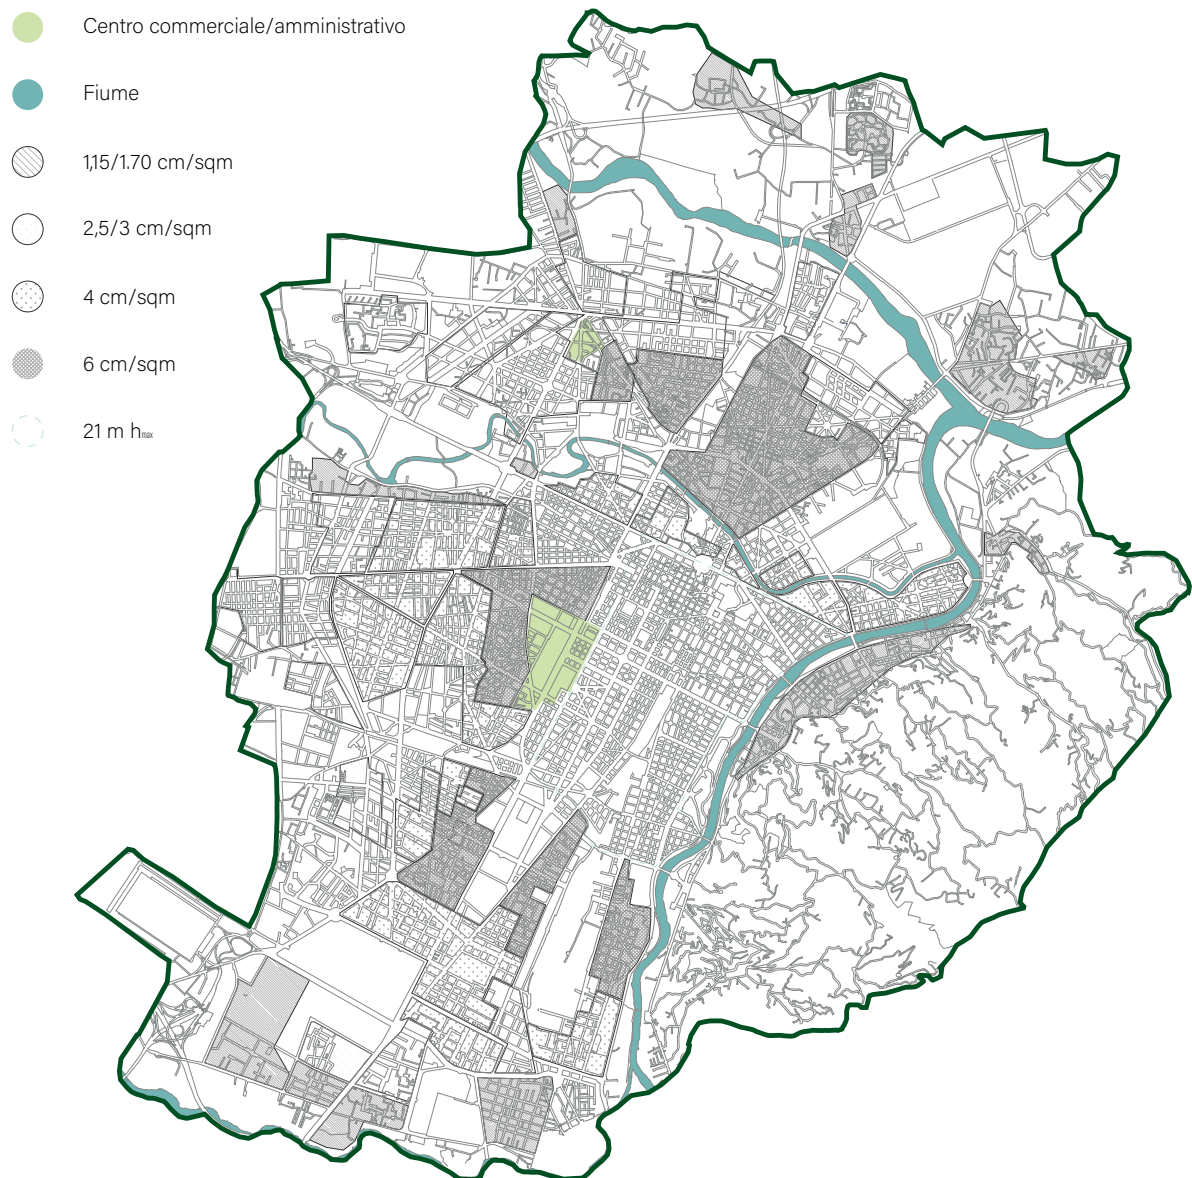 Centro commerciale/amministrativo
Fiume
1,15/1.70 cm/sqm
2,5/3 cm/sqm
4 cm/sqm
6 cm/sqm
21 m hmax